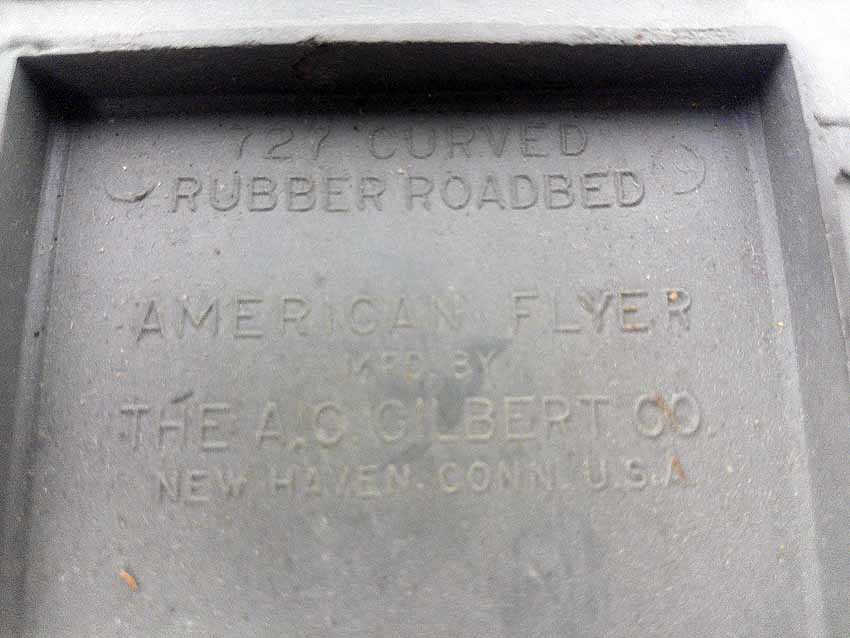 727 CURVED
RUBBER ROADBED
AMERICAN FLYER
MFD. BY
THE A.C. GILBERT CO.
NEW HAVEN. CONN. U.S.A.